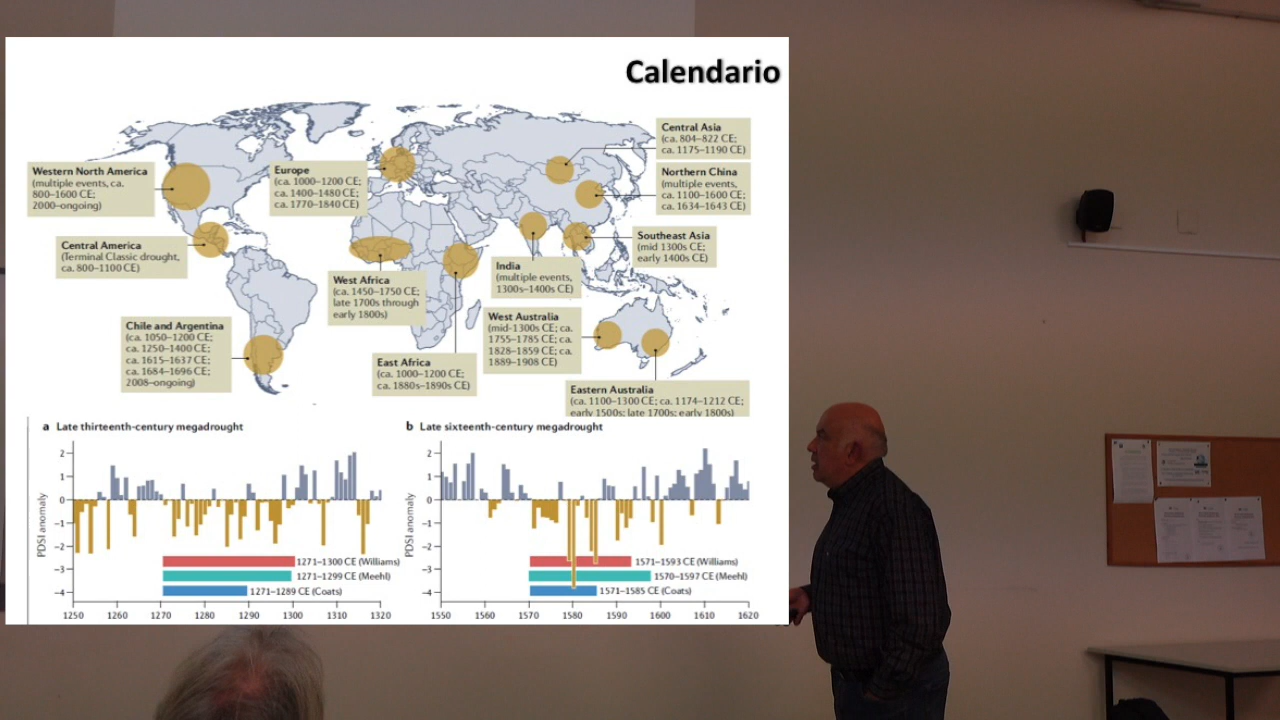 Calendario
Central Asia
(ca. 804–822 CE;
ca. 1175–1190 CE)
Western North America
(multiple events, ca.
800–1600 CE;
2000–ongoing)
Europe
(ca. 1000–1200 CE;
ca. 1400–1480 CE;
ca. 1770–1840 CE)
Northern China
(multiple events,
ca. 1100–1600 CE;
ca. 1634–1643 CE)
Central America
(Terminal Classic drought,
ca. 800–1100 CE)
Southeast Asia
(mid 1300s CE;
early 1400s CE)
West Africa
(ca. 1450–1750 CE;
late 1700s through
early 1800s)
India
(multiple events,
1300s–1400s CE)
Chile and Argentina
(ca. 1050–1200 CE;
ca. 1250–1400 CE;
ca. 1615–1637 CE;
ca. 1684–1696 CE;
2008–ongoing)
West Australia
(mid-1300s CE; ca.
1755–1785 CE; ca.
1828–1859 CE; ca.
1889–1908 CE)
East Africa
(ca. 1000–1200 CE;
ca. 1880s–1890s CE)
Eastern Australia
(ca. 1100–1300 CE; ca. 1174–1212 CE;
early 1500s; late 1700s; early 1800s)
a Late thirteenth-century megadrought
PDSI anomaly
2
1
0
−1
−2
−3
−4
1271–1300 CE (Williams)
1271–1299 CE (Meehl)
1271–1289 CE (Coats)
1250 1260 1270 1280 1290 1300 1310 1320
b Late sixteenth-century megadrought
PDSI anomaly
2
1
0
−1
−2
−3
−4
1571–1593 CE (Williams)
1570–1597 CE (Meehl)
1571–1585 CE (Coats)
1550 1560 1570 1580 1590 1600 1610 1620